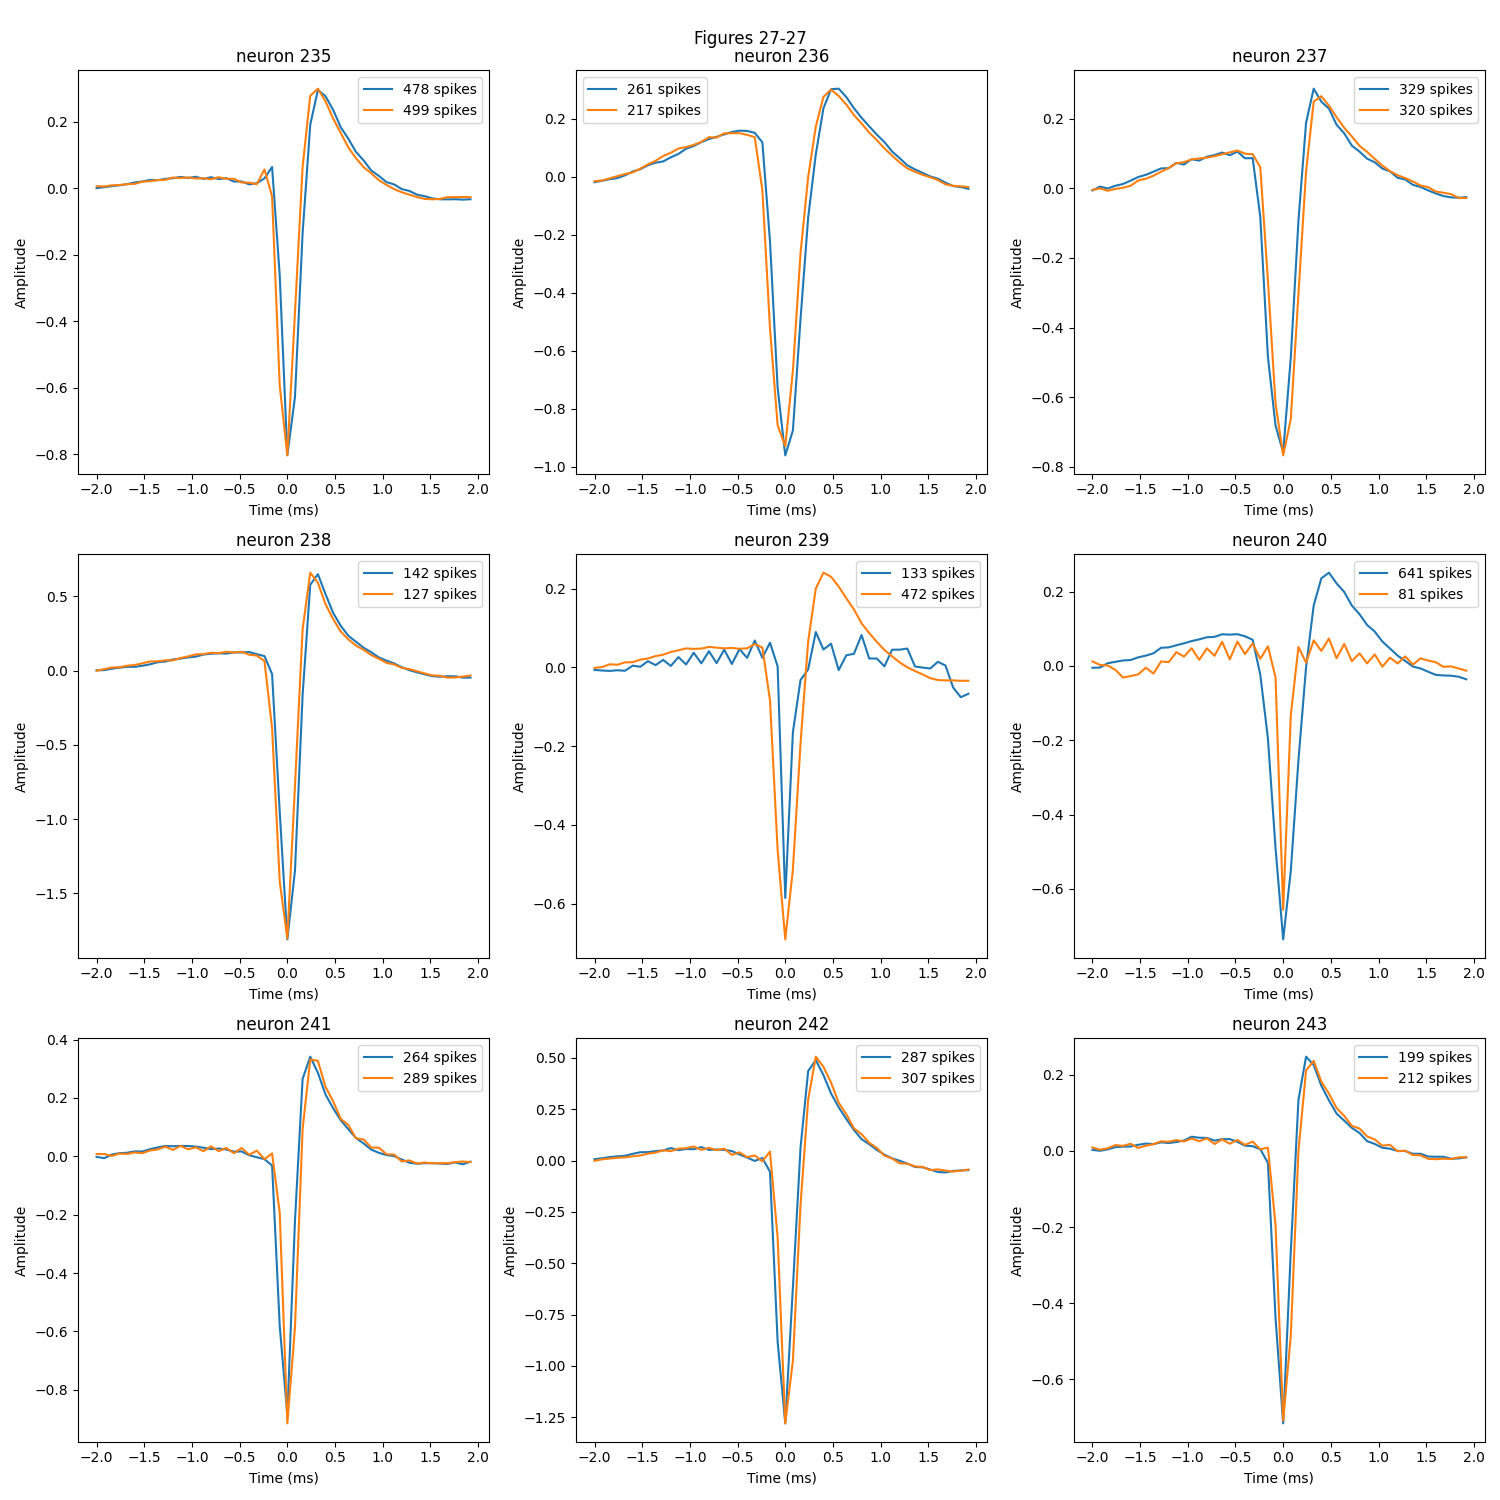 Figures 27-27
neuron 235
478 spikes
499 spikes
0.2
0.0
−0.2
−0.4
−0.6
−0.8
Amplitude
−2.0 −1.5 −1.0 −0.5 0.0 0.5 1.0 1.5 2.0
Time (ms)
neuron 236
261 spikes
217 spikes
0.2
0.0
−0.2
−0.4
−0.6
−0.8
−1.0
Amplitude
−2.0 −1.5 −1.0 −0.5 0.0 0.5 1.0 1.5 2.0
Time (ms)
neuron 237
329 spikes
320 spikes
0.2
0.0
−0.2
−0.4
−0.6
−0.8
Amplitude
−2.0 −1.5 −1.0 −0.5 0.0 0.5 1.0 1.5 2.0
Time (ms)
neuron 238
142 spikes
127 spikes
0.5
0.0
−0.5
−1.0
−1.5
Amplitude
−2.0 −1.5 −1.0 −0.5 0.0 0.5 1.0 1.5 2.0
Time (ms)
neuron 239
133 spikes
472 spikes
0.2
0.0
−0.2
−0.4
−0.6
Amplitude
−2.0 −1.5 −1.0 −0.5 0.0 0.5 1.0 1.5 2.0
Time (ms)
neuron 240
641 spikes
81 spikes
0.2
0.0
−0.2
−0.4
−0.6
Amplitude
−2.0 −1.5 −1.0 −0.5 0.0 0.5 1.0 1.5 2.0
Time (ms)
neuron 241
264 spikes
289 spikes
0.4
0.2
0.0
−0.2
−0.4
−0.6
−0.8
Amplitude
−2.0 −1.5 −1.0 −0.5 0.0 0.5 1.0 1.5 2.0
Time (ms)
neuron 242
287 spikes
307 spikes
0.50
0.25
0.00
−0.25
−0.50
−0.75
−1.00
−1.25
Amplitude
−2.0 −1.5 −1.0 −0.5 0.0 0.5 1.0 1.5 2.0
Time (ms)
neuron 243
199 spikes
212 spikes
0.2
0.0
−0.2
−0.4
−0.6
Amplitude
−2.0 −1.5 −1.0 −0.5 0.0 0.5 1.0 1.5 2.0
Time (ms)